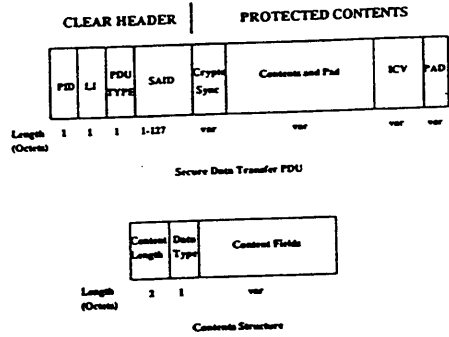 CLEAR HEADER PROTECTED CONTENTS
PID LI PDU TYPE SAID Crypto Sync Contents and Pad ICV PAD
Length (Octets) 1 1 1 1-127 var var var var
Secure Data Transfer PDU
Content Length Data Type Content Fields
Length (Octets) 2 1 var
Contents Structure